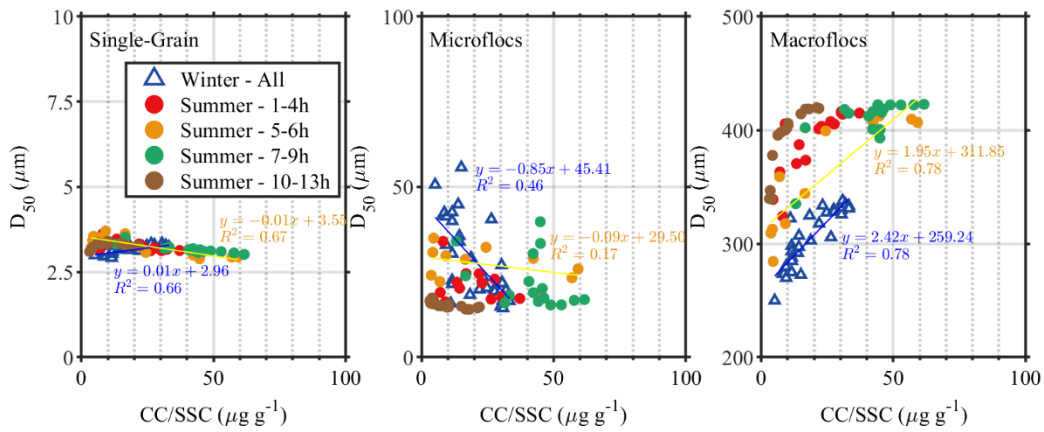 10
Single-Grain
Winter - All
Summer - 1-4h
Summer - 5-6h
Summer - 7-9h
Summer - 10-13h
7.5
5
2.5
0
D50 (μm)
y = −0.01x + 3.55
R² = 0.67
y = 0.01x + 2.96
R² = 0.66
0 50 100
CC/SSC (μg g⁻¹)
100
Microflocs
50
0
D50 (μm)
y = −0.85x + 45.41
R² = 0.46
y = −0.09x + 29.50
R² = 0.17
0 50 100
CC/SSC (μg g⁻¹)
500
Macroflocs
400
300
200
D50 (μm)
y = 1.95x + 311.85
R² = 0.78
y = 2.42x + 259.24
R² = 0.78
0 50 100
CC/SSC (μg g⁻¹)